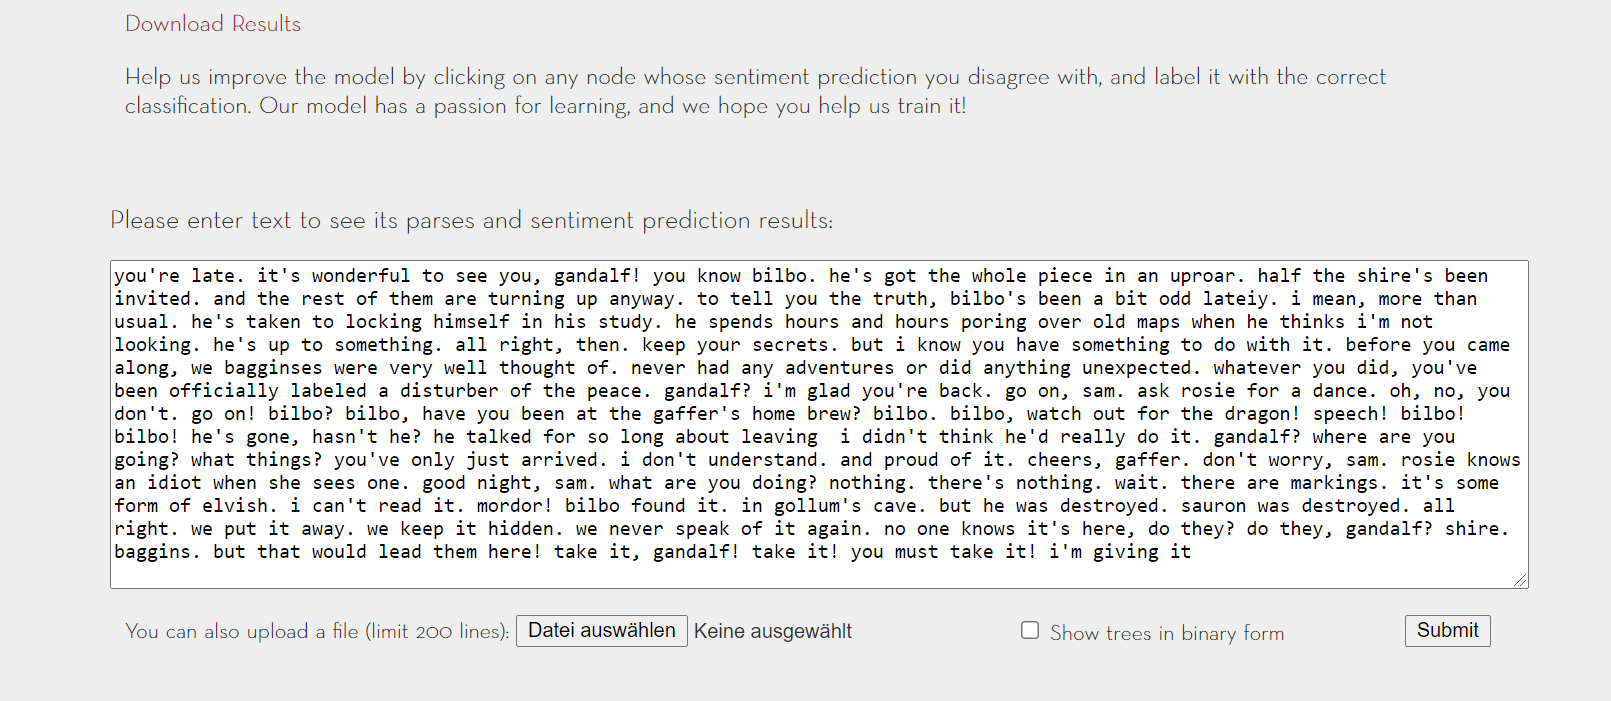 Download Results
Help us improve the model by clicking on any node whose sentiment prediction you disagree with, and label it with the correct
classification. Our model has a passion for learning, and we hope you help us train it!
Please enter text to see its parses and sentiment prediction results:
you're late. it's wonderful to see you, gandalf! you know bilbo. he's got the whole piece in an uproar. half the shire's been
invited. and the rest of them are turning up anyway. to tell you the truth, bilbo's been a bit odd lateiy. i mean, more than
usual. he's taken to locking himself in his study. he spends hours and hours poring over old maps when he thinks i'm not
looking. he's up to something. all right, then. keep your secrets. but i know you have something to do with it. before you came
along, we bagginses were very well thought of. never had any adventures or did anything unexpected. whatever you did, you've
been officially labeled a disturber of the peace. gandalf? i'm glad you're back. go on, sam. ask rosie for a dance. oh, no, you
don't. go on! bilbo? bilbo, have you been at the gaffer's home brew? bilbo. bilbo, watch out for the dragon! speech! bilbo!
bilbo! he's gone, hasn't he? he talked for so long about leaving  i didn't think he'd really do it. gandalf? where are you
going? what things? you've only just arrived. i don't understand. and proud of it. cheers, gaffer. don't worry, sam. rosie knows
an idiot when she sees one. good night, sam. what are you doing? nothing. there's nothing. wait. there are markings. it's some
form of elvish. i can't read it. mordor! bilbo found it. in gollum's cave. but he was destroyed. sauron was destroyed. all
right. we put it away. we keep it hidden. we never speak of it again. no one knows it's here, do they? do they, gandalf? shire.
baggins. but that would lead them here! take it, gandalf! take it! you must take it! i'm giving it
You can also upload a file (limit 200 lines): Datei auswählen Keine ausgewählt Show trees in binary form Submit